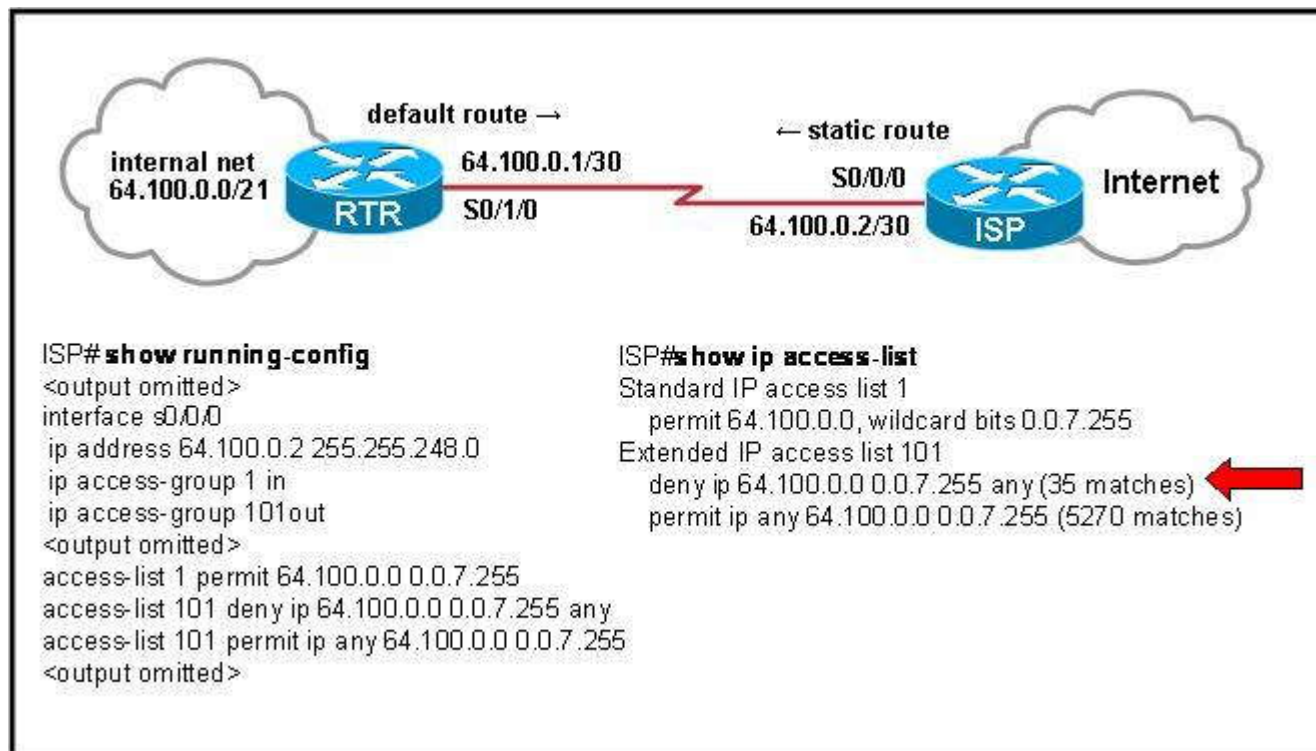 default route →
← static route
internal net
64.100.0.0/21
64.100.0.1/30
S0/0/0
Internet
RTR
S0/1/0
64.100.0.2/30
ISP
ISP# show running-config
<output omitted>
interface s0/0/0
ip address 64.100.0.2 255.255.248.0
ip access-group 1 in
ip access-group 101out
<output omitted>
access-list 1 permit 64.100.0.0 0.0.7.255
access-list 101 deny ip 64.100.0.0 0.0.7.255 any
access-list 101 permit ip any 64.100.0.0 0.0.7.255
<output omitted>
ISP#show ip access-list
Standard IP access list 1
permit 64.100.0.0, wildcard bits 0.0.7.255
Extended IP access list 101
deny ip 64.100.0.0 0.0.7.255 any (35 matches)
permit ip any 64.100.0.0 0.0.7.255 (5270 matches)